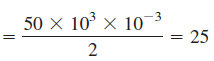 = 50 × 10³ × 10⁻³ / 2 = 25